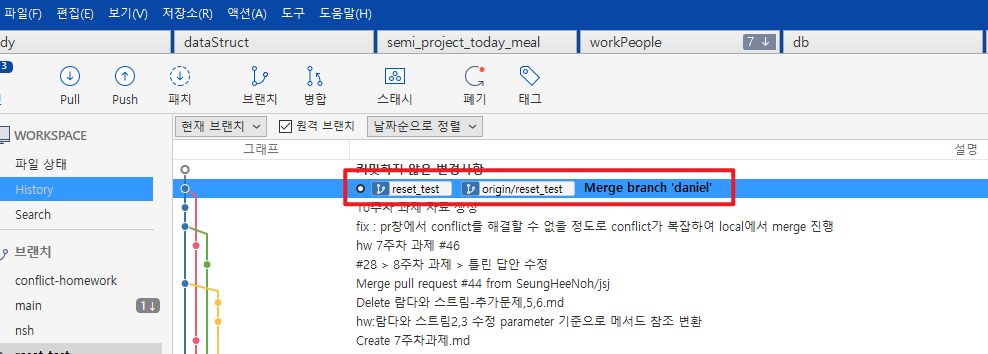 파일(F) 편집(E) 보기(V) 저장소(R) 액션(A) 도구 도움말(H)
dy dataStruct semi_project_today_meal workPeople 7↓ db
3
Pull Push 패치 브랜치 병합 스태시 폐기 태그
현재 브랜치 원격 브랜치 날짜순으로 정렬
WORKSPACE
그래프 설명
파일 상태
커밋하지 않은 변경사항
History
reset_test origin/reset_test Merge branch 'daniel'
Search
10주차 과제 자료 생성
fix : pr창에서 conflict를 해결할 수 없을 정도로 conflict가 복잡하여 local에서 merge 진행
브랜치
hw 7주차 과제 #46
#28 > 8주차 과제 > 틀린 답안 수정
conflict-homework
Merge pull request #44 from SeungHeeNoh/jsj
main 1↓
Delete 람다와 스트림-추가문제,5,6.md
nsh
hw:람다와 스트림2,3 수정 parameter 기준으로 메서드 참조 변환
Create 7주차과제.md
reset_test